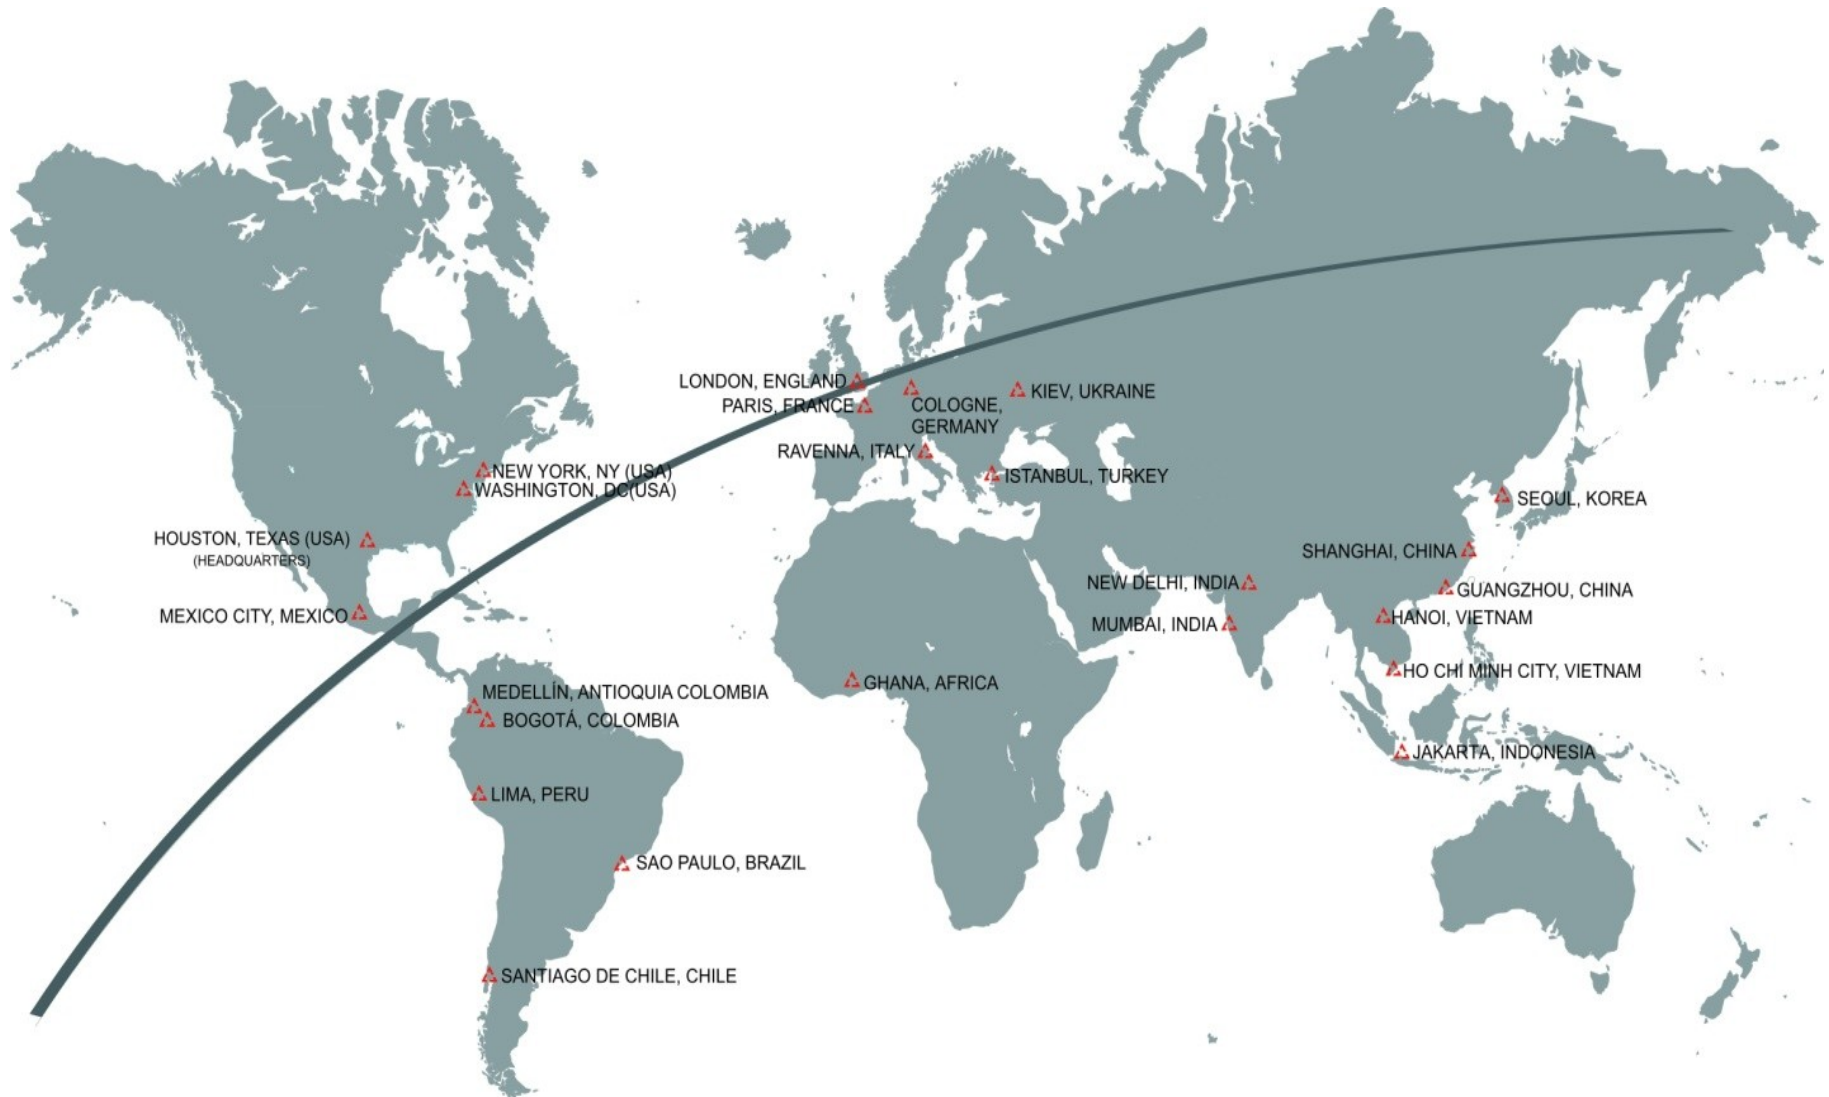 LONDON, ENGLAND
PARIS, FRANCE
COLOGNE,
GERMANY
KIEV, UKRAINE
RAVENNA, ITALY
ISTANBUL, TURKEY
NEW YORK, NY (USA)
WASHINGTON, DC(USA)
SEOUL, KOREA
HOUSTON, TEXAS (USA)
(HEADQUARTERS)
SHANGHAI, CHINA
NEW DELHI, INDIA
GUANGZHOU, CHINA
MEXICO CITY, MEXICO
MUMBAI, INDIA
HANOI, VIETNAM
HO CHI MINH CITY, VIETNAM
GHANA, AFRICA
MEDELLÍN, ANTIOQUIA COLOMBIA
BOGOTÁ, COLOMBIA
JAKARTA, INDONESIA
LIMA, PERU
SAO PAULO, BRAZIL
SANTIAGO DE CHILE, CHILE